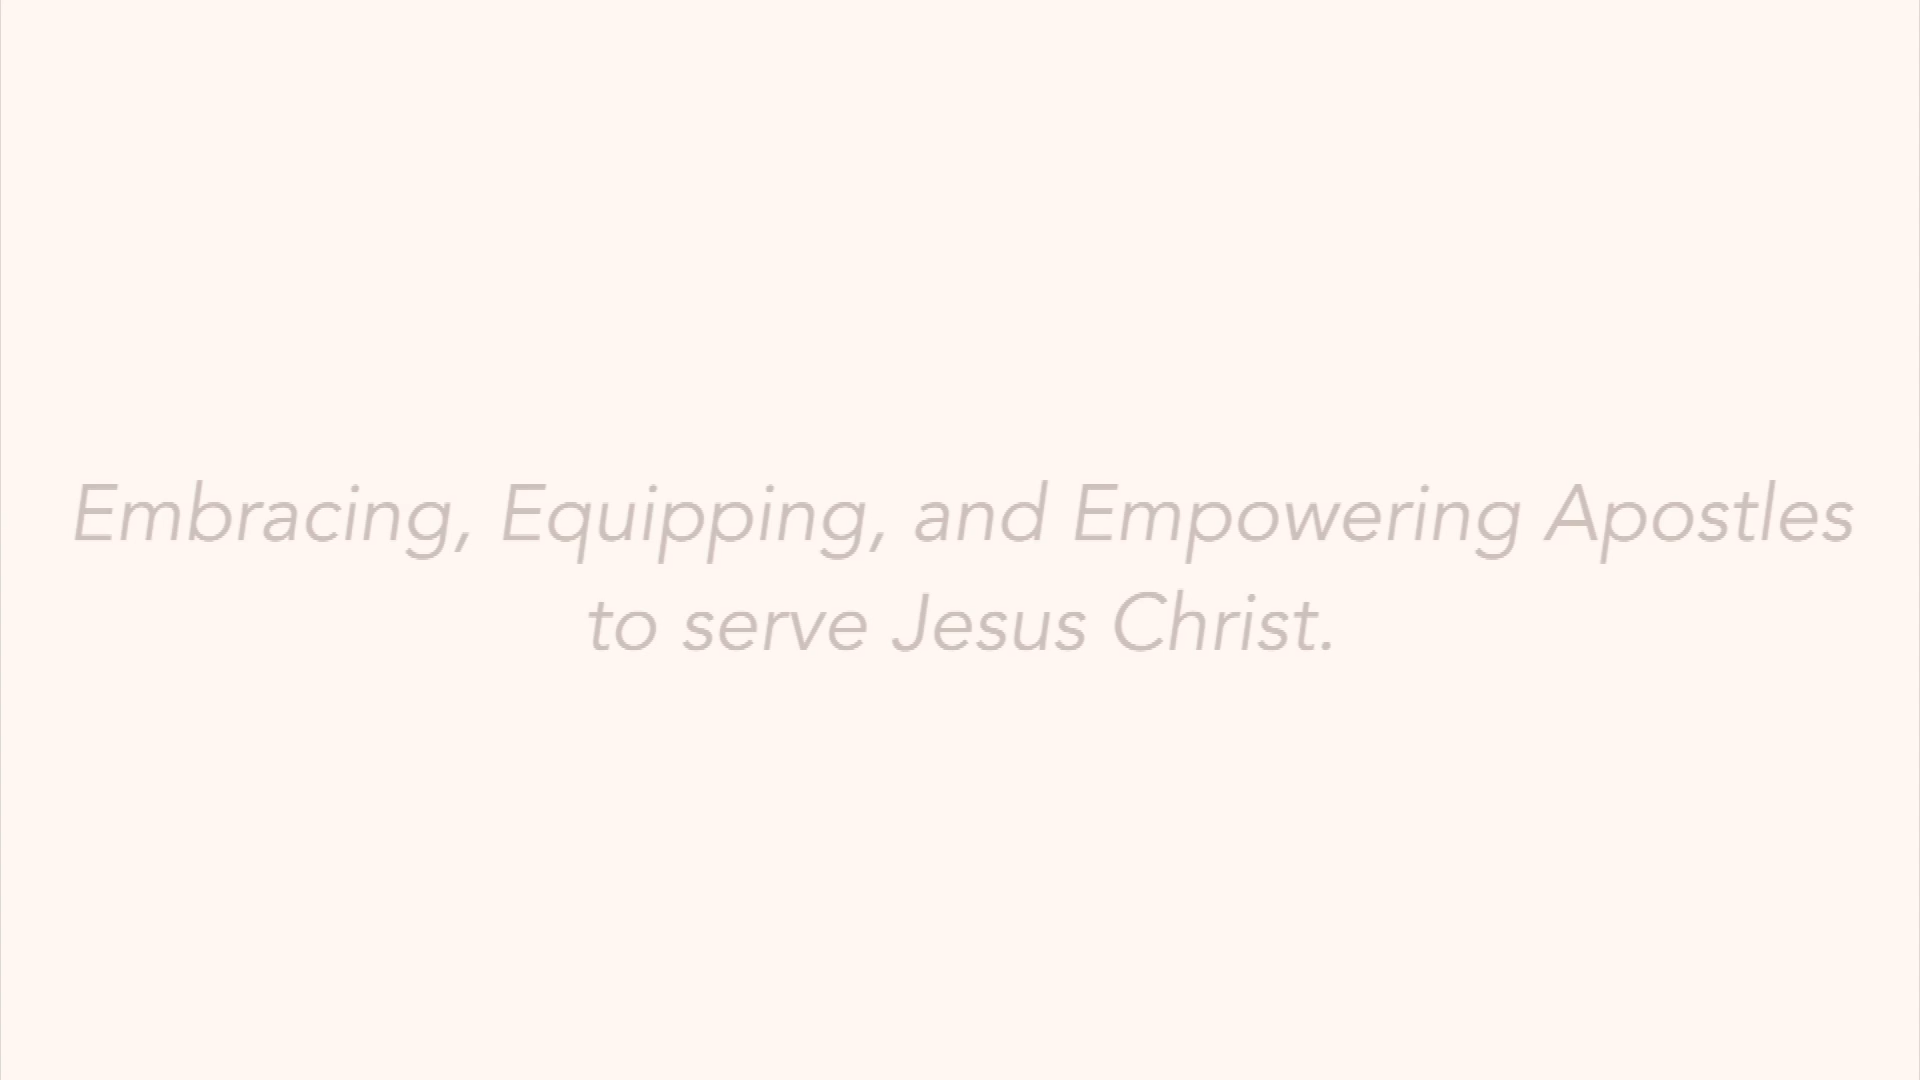 Embracing, Equipping, and Empowering Apostles
to serve Jesus Christ.